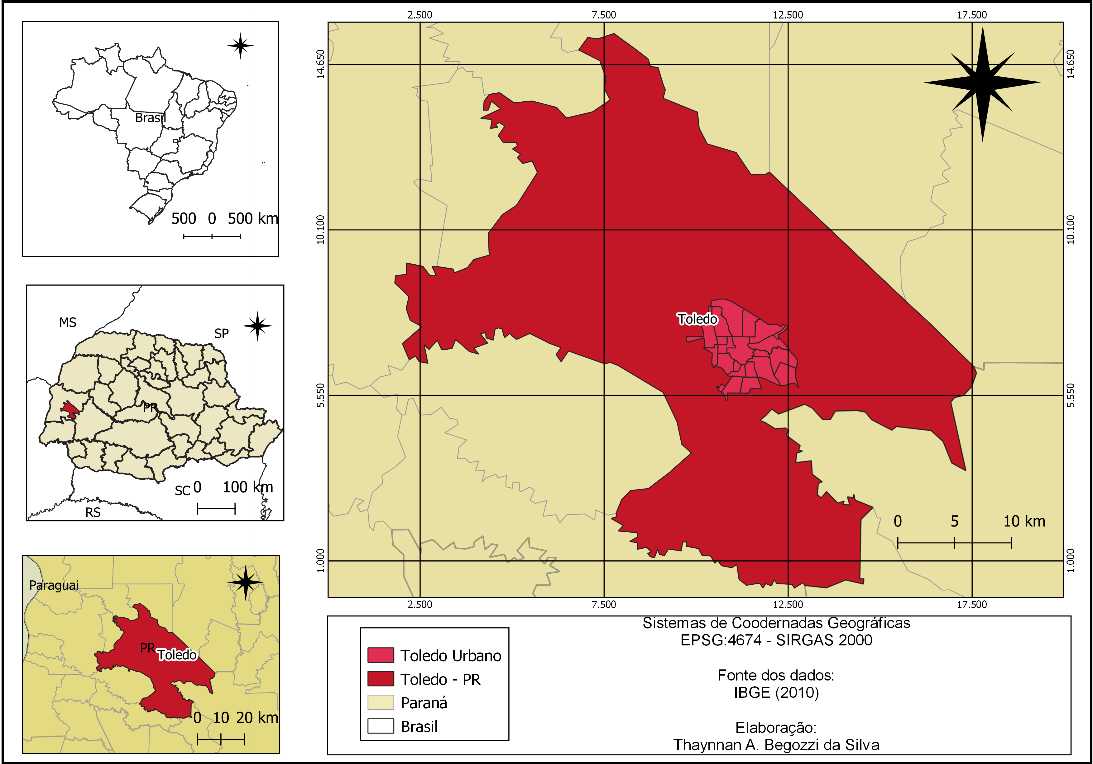 Brasil
500 0 500 km
MS
SP
PR
SC
0 100 km
RS
Paraguai
PR
Toledo
0 10 20 km
2.500 7.500 12.500 17.500
14.650 14.650
10.100 10.100
Toledo
5.550 5.550
0 5 10 km
1.000 1.000
2.500 7.500 12.500 17.500
Toledo Urbano
Toledo - PR
Paraná
Brasil
Sistemas de Coodernadas Geográficas
EPSG:4674 - SIRGAS 2000
Fonte dos dados:
IBGE (2010)
Elaboração:
Thaynnan A. Begozzi da Silva